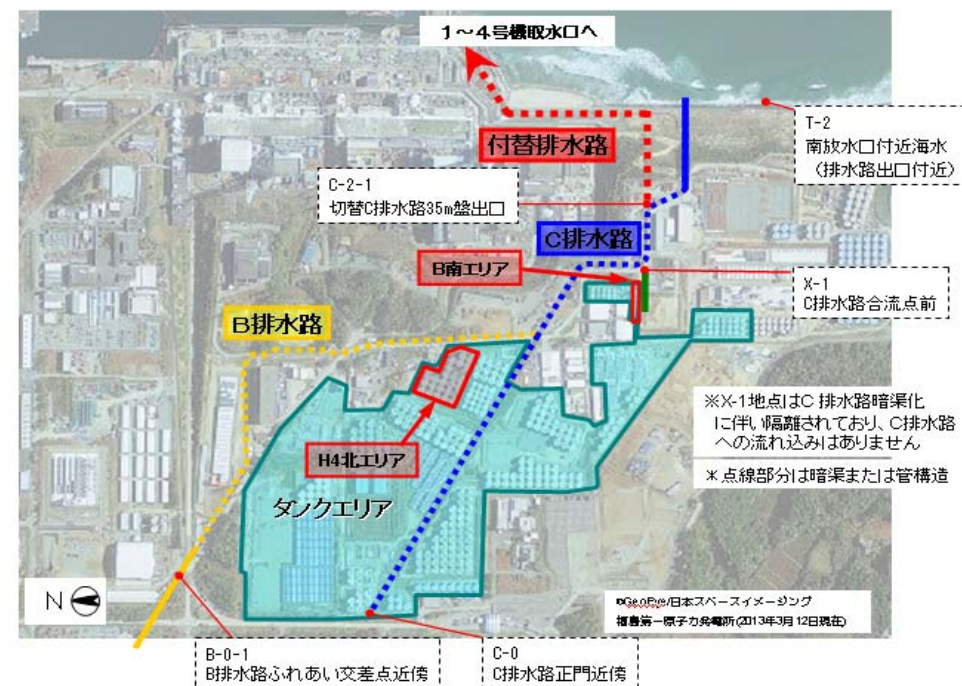 1~4号機取水口へ
T-2
南放水口付近海水
（排水路出口付近）
付替排水路
C-2-1
切替C排水路35m盤出口
C排水路
B南エリア
X-1
C排水路合流点前
B排水路
※X-1地点はC 排水路暗渠化
に伴い隔離されており、C排水路
への流れ込みはありません
＊点線部分は暗渠または管構造
H4北エリア
タンクエリア
N
©GeoEye/日本スペースイメージング
福島第一原子力発電所(2013年3月12日現在)
B-0-1
B排水路ふれあい交差点近傍
C-0
C排水路正門近傍